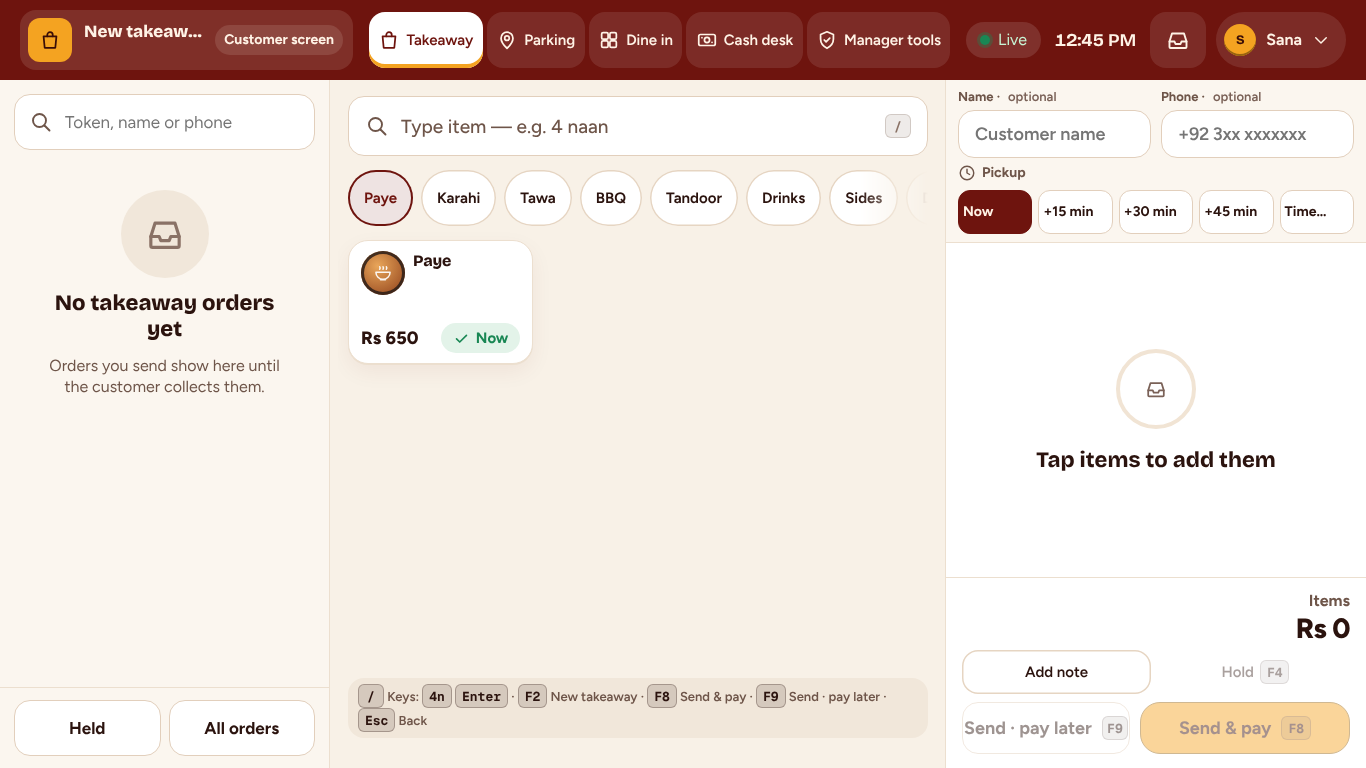 New takeaw...
Customer screen
Takeaway
Parking
Dine in
Cash desk
Manager tools
Live
12:45 PM
S
Sana
Token, name or phone
No takeaway orders
yet
Orders you send show here until
the customer collects them.
Held
All orders
Type item — e.g. 4 naan
/
Paye
Karahi
Tawa
BBQ
Tandoor
Drinks
Sides
Paye
Rs 650
Now
/ Keys: 4n Enter · F2 New takeaway · F8 Send & pay · F9 Send · pay later ·
Esc Back
Name · optional
Phone · optional
Customer name
+92 3xx xxxxxxx
Pickup
Now
+15 min
+30 min
+45 min
Time...
Tap items to add them
Items
Rs 0
Add note
Hold F4
Send · pay later F9
Send & pay F8